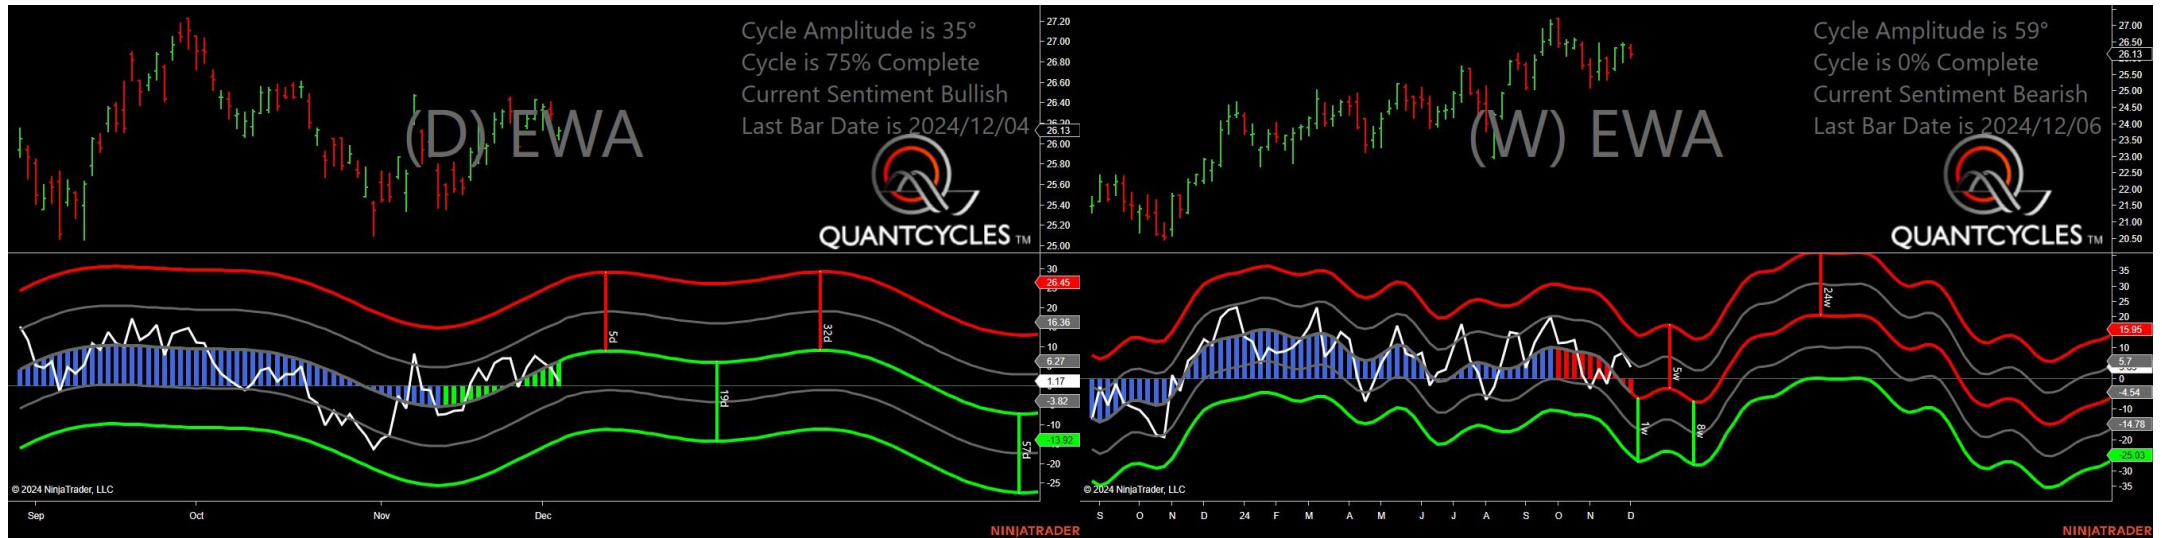 Cycle Amplitude is 35°
Cycle is 75% Complete
Current Sentiment Bullish
Last Bar Date is 2024/12/04
(D) EWA
QUANTCYCLES TM
27.20
27.00
26.80
26.60
26.40
26.20
26.13
26.00
25.80
25.60
25.40
25.20
25.00
30
26.45
20
16.36
10
6.27
1.17
-3.82
-10
-13.92
-20
-25
5d
19d
32d
57d
© 2024 NinjaTrader, LLC
Sep Oct Nov Dec
NINJATRADER
Cycle Amplitude is 59°
Cycle is 0% Complete
Current Sentiment Bearish
Last Bar Date is 2024/12/06
(W) EWA
QUANTCYCLES TM
27.00
26.50
26.13
25.50
25.00
24.50
24.00
23.50
23.00
22.50
22.00
21.50
21.00
20.50
35
30
25
20
15.95
10
5.7
0
-4.54
-10
-14.78
-20
-25.03
-30
-35
1w
5w
8w
24w
© 2024 NinjaTrader, LLC
S O N D 24 F M A M J J A S O N D
NINJATRADER